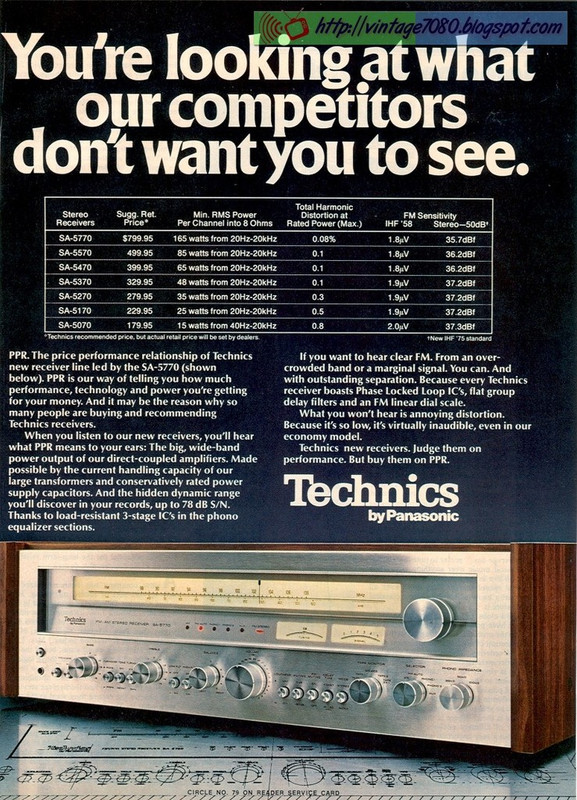 http://vintage7080.blogspot.com
You're looking at what
our competitors
don't want you to see.
Stereo Receivers | Sugg. Ret. Price* | Min. RMS Power Per Channel into 8 Ohms | Total Harmonic Distortion at Rated Power (Max.) | FM Sensitivity IHF '58 | Stereo—50dB†
SA-5770 $799.95 165 watts from 20Hz-20kHz 0.08% 1.8µV 35.7dBf
SA-5570 499.95 85 watts from 20Hz-20kHz 0.1 1.8µV 36.2dBf
SA-5470 399.95 65 watts from 20Hz-20kHz 0.1 1.8µV 36.2dBf
SA-5370 329.95 48 watts from 20Hz-20kHz 0.1 1.9µV 37.2dBf
SA-5270 279.95 35 watts from 20Hz-20kHz 0.3 1.9µV 37.2dBf
SA-5170 229.95 25 watts from 20Hz-20kHz 0.5 1.9µV 37.2dBf
SA-5070 179.95 15 watts from 40Hz-20kHz 0.8 2.0µV 37.3dBf
*Technics recommended price, but actual retail price will be set by dealers.
†New IHF '75 standard
PPR. The price performance relationship of Technics
new receiver line led by the SA-5770 (shown
below). PPR is our way of telling you how much
performance, technology and power you're getting
for your money. And it may be the reason why so
many people are buying and recommending
Technics receivers.
When you listen to our new receivers, you'll hear
what PPR means to your ears: The big, wide-band
power output of our direct-coupled amplifiers. Made
possible by the current handling capacity of our
large transformers and conservatively rated power
supply capacitors. And the hidden dynamic range
you'll discover in your records, up to 78 dB S/N.
Thanks to load-resistant 3-stage IC's in the phono
equalizer sections.
If you want to hear clear FM. From an over-
crowded band or a marginal signal. You can. And
with outstanding separation. Because every Technics
receiver boasts Phase Locked Loop IC's, flat group
delay filters and an FM linear dial scale.
What you won't hear is annoying distortion.
Because it's so low, it's virtually inaudible, even in our
economy model.
Technics new receivers. Judge them on
performance. But buy them on PPR.
Technics
by Panasonic
Technics
FM/AM STEREO RECEIVER SA-5770
BASS TREBLE BALANCE SELECTOR PHONO IMPEDANCE
CIRCLE NO. 79 ON READER SERVICE CARD